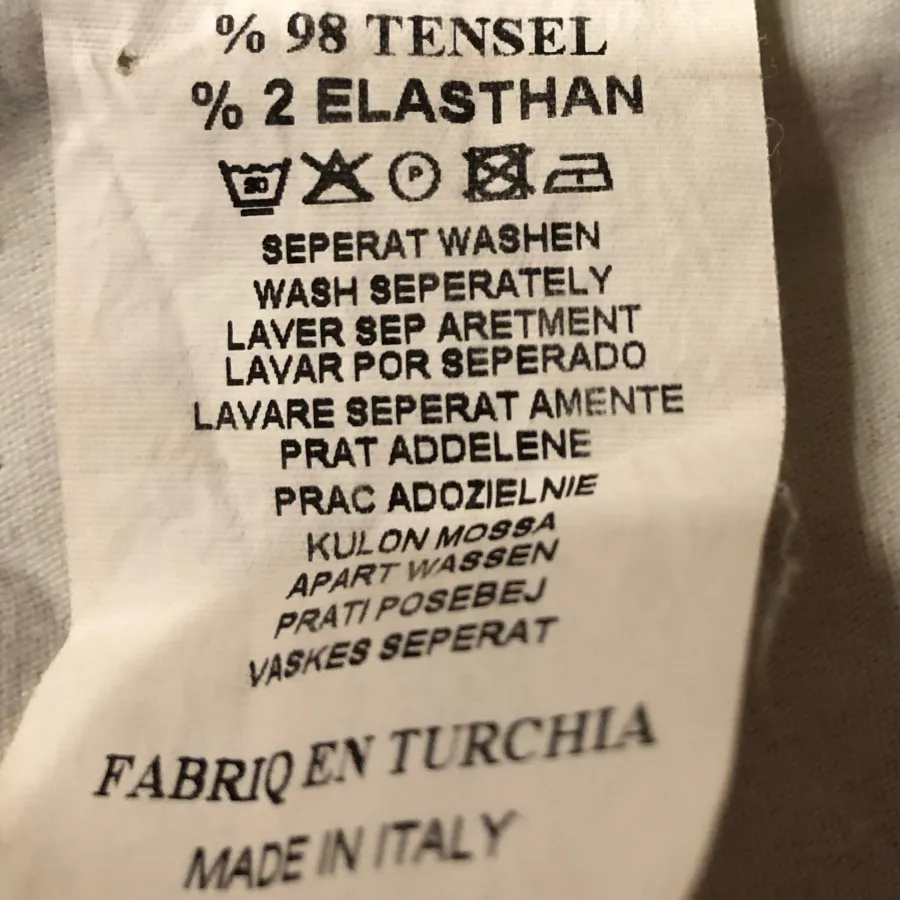 % 98 TENSEL
% 2 ELASTHAN
30 P
SEPERAT WASHEN
WASH SEPERATELY
LAVER SEP ARETMENT
LAVAR POR SEPERADO
LAVARE SEPERAT AMENTE
PRAT ADDELENE
PRAC ADOZIELNIE
KULON MOSSA
APART WASSEN
PRATI POSEBEJ
VASKES SEPERAT
FABRIQ EN TURCHIA
MADE IN ITALY